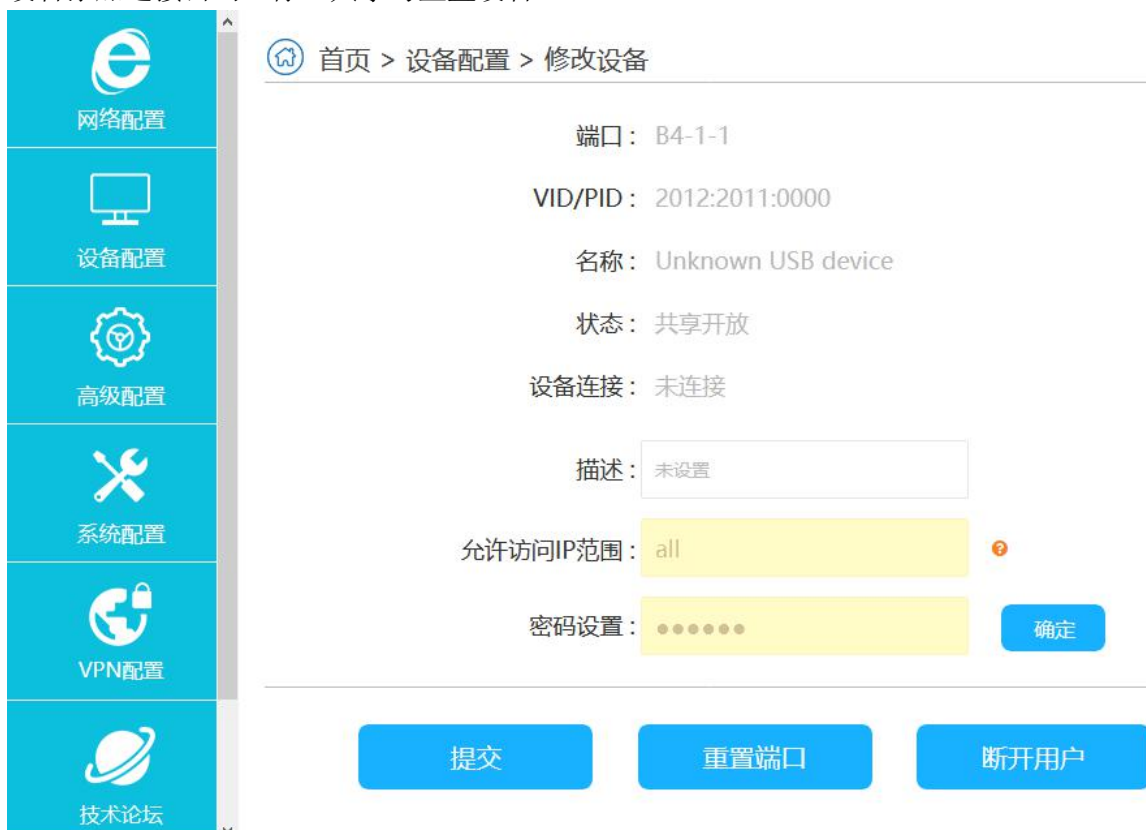 首页 > 设备配置 > 修改设备
网络配置
设备配置
高级配置
系统配置
VPN配置
技术论坛
端口： B4-1-1
VID/PID： 2012:2011:0000
名称： Unknown USB device
状态： 共享开放
设备连接： 未连接
描述： 未设置
允许访问IP范围： all
密码设置： ●●●●●● 确定
提交 重置端口 断开用户